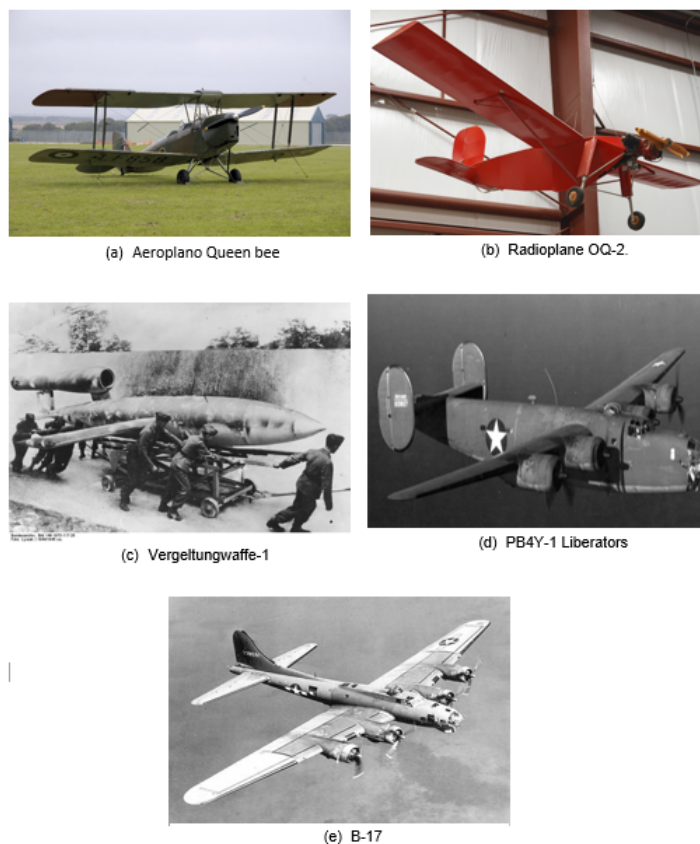 (a) Aeroplano Queen bee
(b) Radioplane OQ-2.
(c) Vergeltungwaffe-1
(d) PB4Y-1 Liberators
(e) B-17